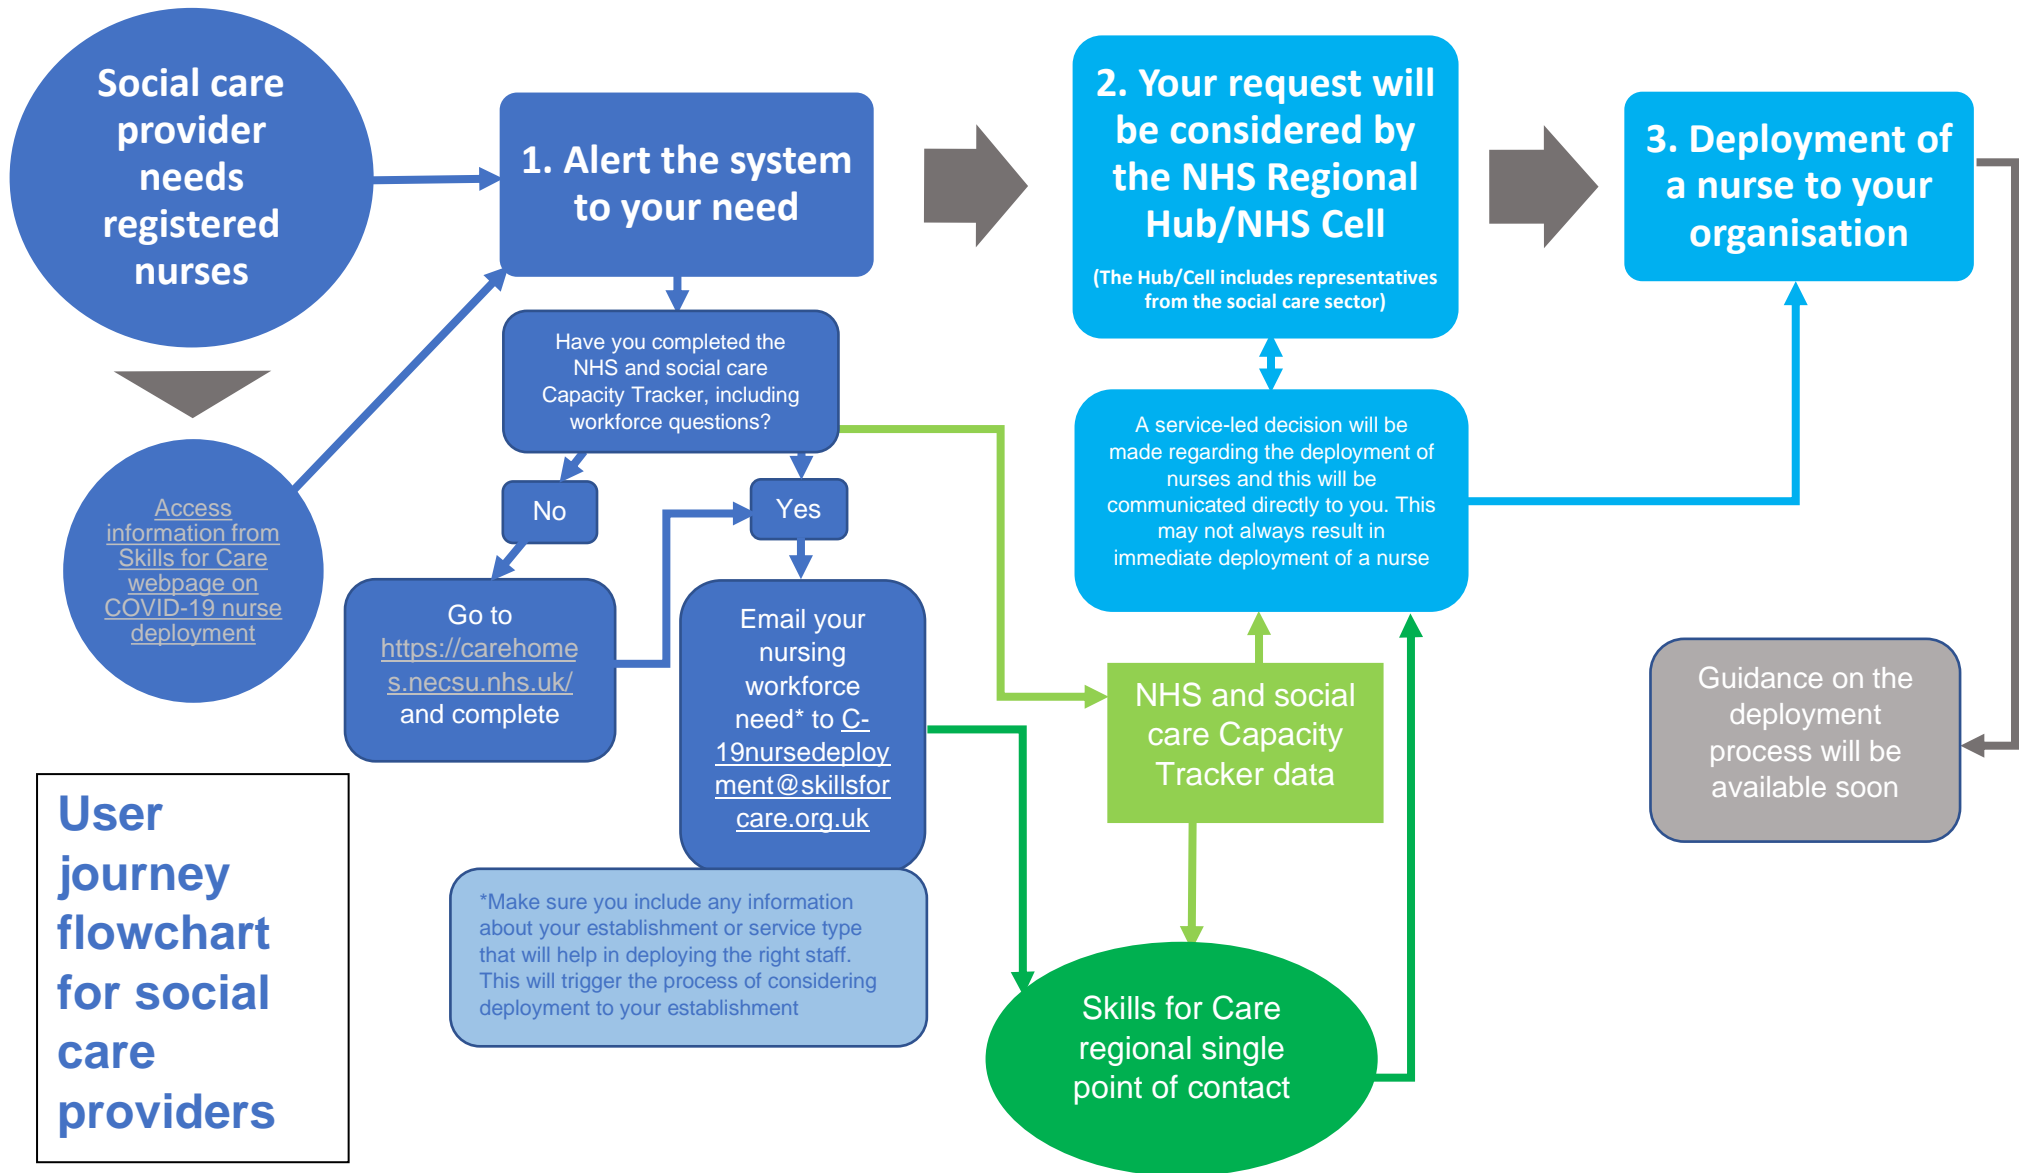 Social care
provider
needs
registered
nurses
1. Alert the system
to your need
2. Your request will
be considered by
the NHS Regional
Hub/NHS Cell
(The Hub/Cell includes representatives
from the social care sector)
3. Deployment of
a nurse to your
organisation
Have you completed the
NHS and social care
Capacity Tracker, including
workforce questions?
No
Yes
Access
information from
Skills for Care
webpage on
COVID-19 nurse
deployment
Go to
https://carehome
s.necsu.nhs.uk/
and complete
Email your
nursing
workforce
need* to C-
19nursedeploy
ment@skillsfor
care.org.uk
*Make sure you include any information
about your establishment or service type
that will help in deploying the right staff.
This will trigger the process of considering
deployment to your establishment
A service-led decision will be
made regarding the deployment of
nurses and this will be
communicated directly to you. This
may not always result in
immediate deployment of a nurse
NHS and social
care Capacity
Tracker data
Skills for Care
regional single
point of contact
Guidance on the
deployment
process will be
available soon
User
journey
flowchart
for social
care
providers